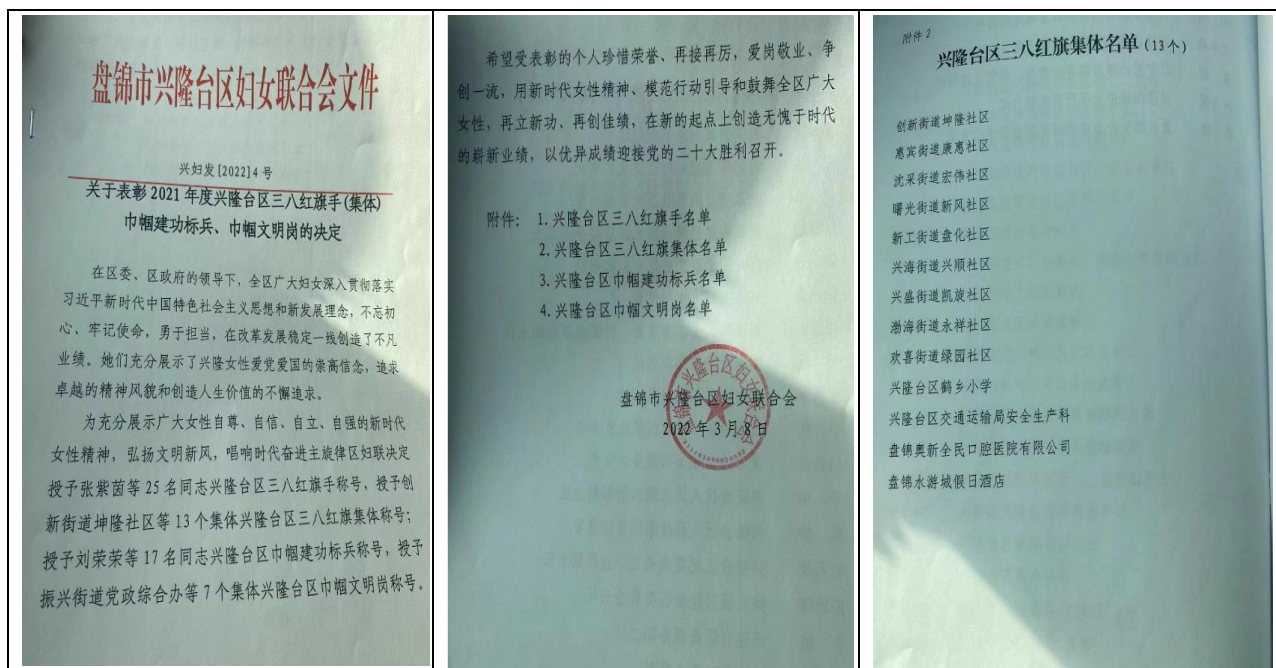 盘锦市兴隆台区妇女联合会文件
兴妇发[2022]4号
关于表彰2021年度兴隆台区三八红旗手(集体)
巾帼建功标兵、巾帼文明岗的决定
在区委、区政府的领导下，全区广大妇女深入贯彻落实
习近平新时代中国特色社会主义思想和新发展理念，不忘初
心、牢记使命，勇于担当，在改革发展稳定一线创造了不凡
业绩。她们充分展示了兴隆女性爱党爱国的崇高信念，追求
卓越的精神风貌和创造人生价值的不懈追求。
为充分展示广大女性自尊、自信、自立、自强的新时代
女性精神，弘扬文明新风，唱响时代奋进主旋律区妇联决定
授予张紫茵等25名同志兴隆台区三八红旗手称号，授予创
新街道坤隆社区等13个集体兴隆台区三八红旗集体称号；
授予刘荣荣等17名同志兴隆台区巾帼建功标兵称号，授予
振兴街道党政综合办等7个集体兴隆台区巾帼文明岗称号。
希望受表彰的个人珍惜荣誉、再接再厉，爱岗敬业、争
创一流，用新时代女性精神、模范行动引导和鼓舞全区广大
女性，再立新功、再创佳绩，在新的起点上创造无愧于时代
的崭新业绩，以优异成绩迎接党的二十大胜利召开。
附件：1.兴隆台区三八红旗手名单
2.兴隆台区三八红旗集体名单
3.兴隆台区巾帼建功标兵名单
4.兴隆台区巾帼文明岗名单
盘锦市兴隆台区妇女联合会
2022年3月8日
附件2
兴隆台区三八红旗集体名单(13个)
创新街道坤隆社区
惠宾街道康惠社区
沈采街道宏伟社区
曙光街道新风社区
新工街道盘化社区
兴海街道兴顺社区
兴盛街道凯旋社区
渤海街道永祥社区
欢喜街道绿园社区
兴隆台区鹤乡小学
兴隆台区交通运输局安全生产科
盘锦奥新全民口腔医院有限公司
盘锦水游城假日酒店